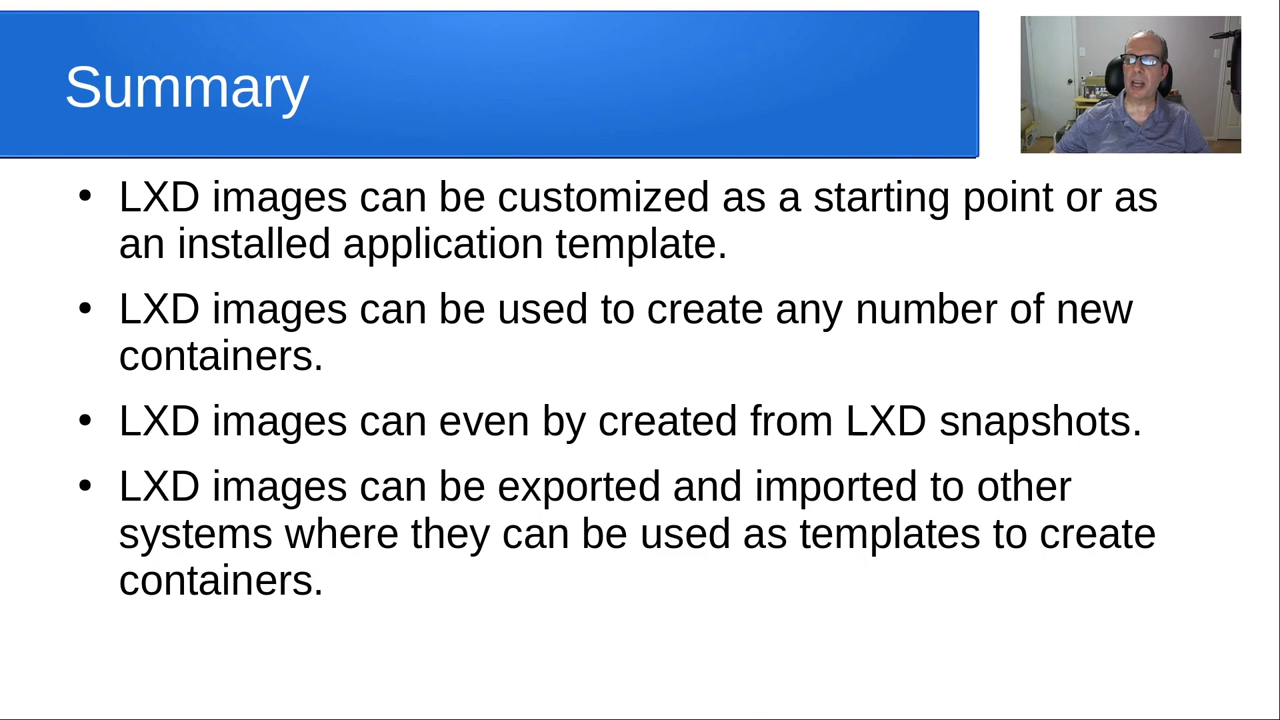 Summary
• LXD images can be customized as a starting point or as
an installed application template.
• LXD images can be used to create any number of new
containers.
• LXD images can even by created from LXD snapshots.
• LXD images can be exported and imported to other
systems where they can be used as templates to create
containers.